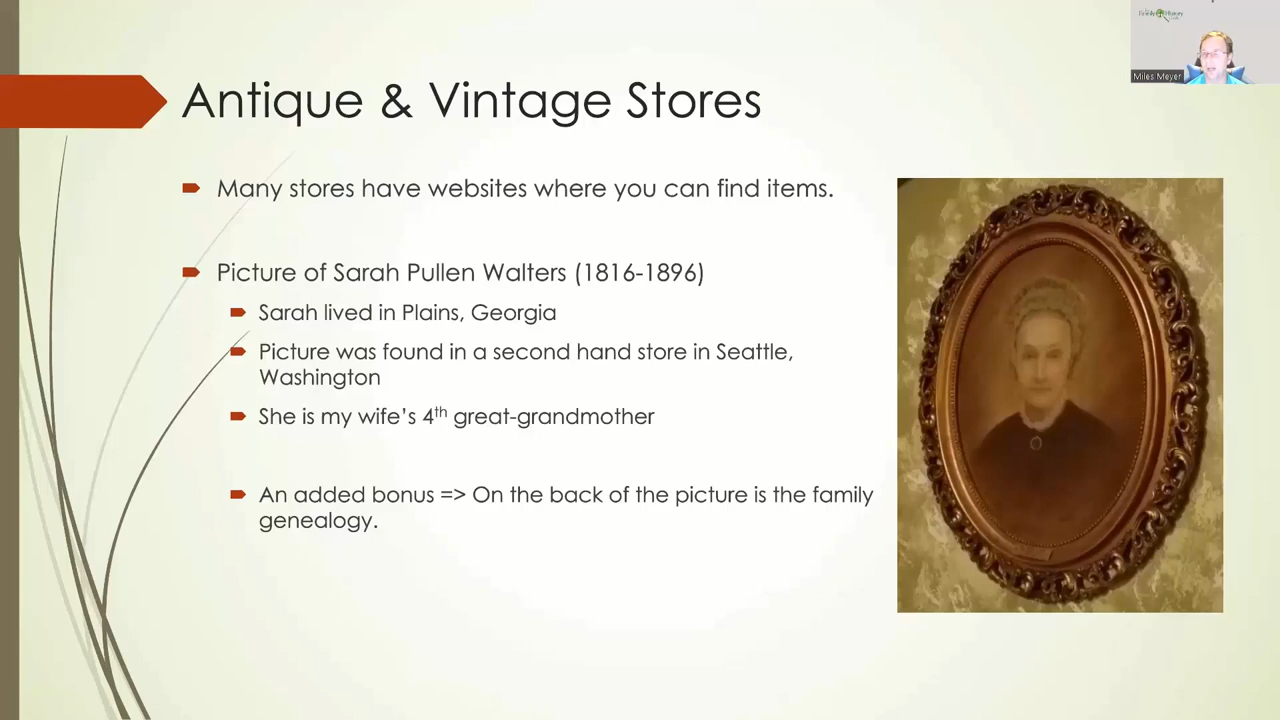 Antique & Vintage Stores
Many stores have websites where you can find items.
Picture of Sarah Pullen Walters (1816-1896)
Sarah lived in Plains, Georgia
Picture was found in a second hand store in Seattle,
Washington
She is my wife’s 4th great-grandmother
An added bonus => On the back of the picture is the family
genealogy.
Miles Meyer